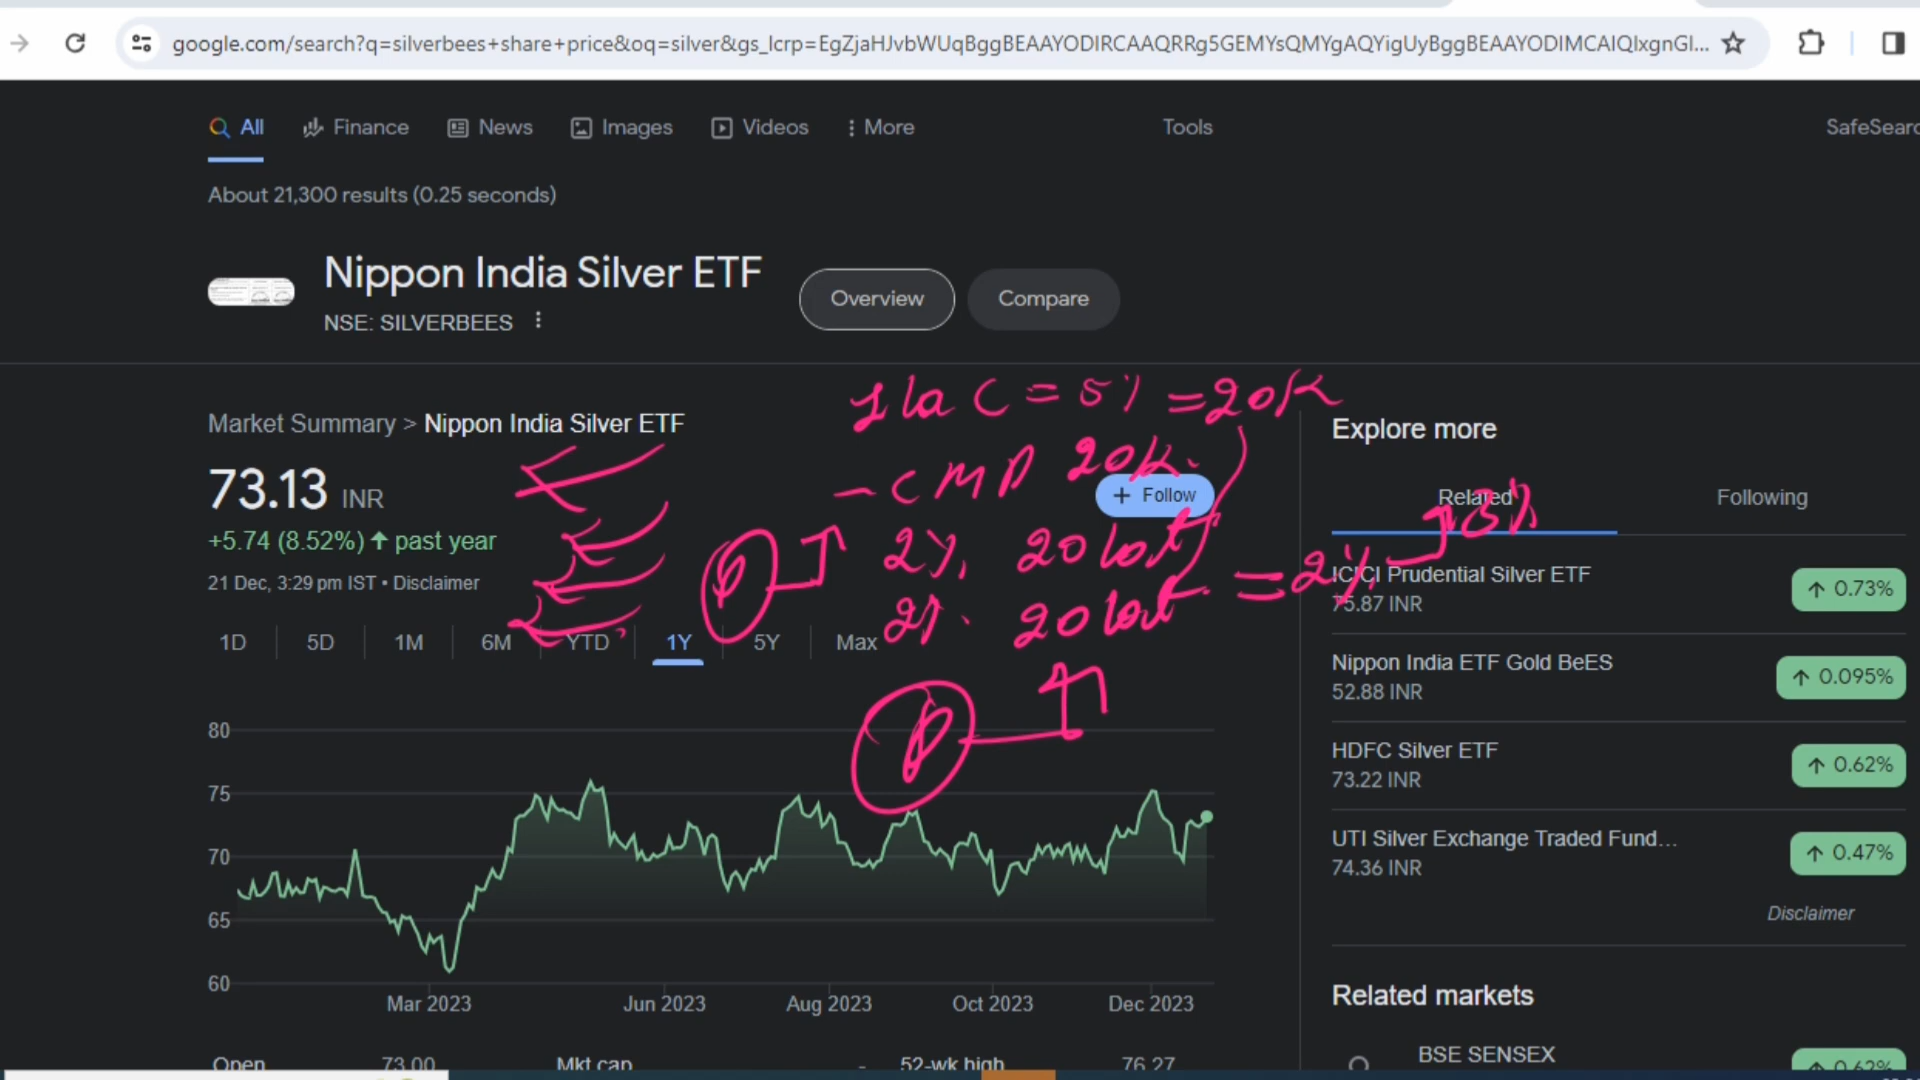 google.com/search?q=silverbees+share+price&oq=silver&gs_lcrp=EgZjaHJvbWUqBggBEAAYODIRCAAQRRg5GEMYsQMYgAQYigUyBggBEAAYODIMCAIQIxgnGI...
All Finance News Images Videos More Tools SafeSearc
About 21,300 results (0.25 seconds)
Nippon India Silver ETF
NSE: SILVERBEES
Overview Compare
Market Summary > Nippon India Silver ETF
73.13 INR
+5.74 (8.52%) past year
21 Dec, 3:29 pm IST • Disclaimer
+ Follow
1D 5D 1M 6M YTD 1Y 5Y Max
1 la C = 5% = 20K
- CMP 20K.
2%, 20 lot
2%. 20 lot = 2% 3%
80
75
70
65
60
Mar 2023 Jun 2023 Aug 2023 Oct 2023 Dec 2023
Open 73.00 Mkt cap - 52-wk high 76.27
Explore more
Related Following
ICICI Prudential Silver ETF
75.87 INR
0.73%
Nippon India ETF Gold BeES
52.88 INR
0.095%
HDFC Silver ETF
73.22 INR
0.62%
UTI Silver Exchange Traded Fund...
74.36 INR
0.47%
Disclaimer
Related markets
BSE SENSEX